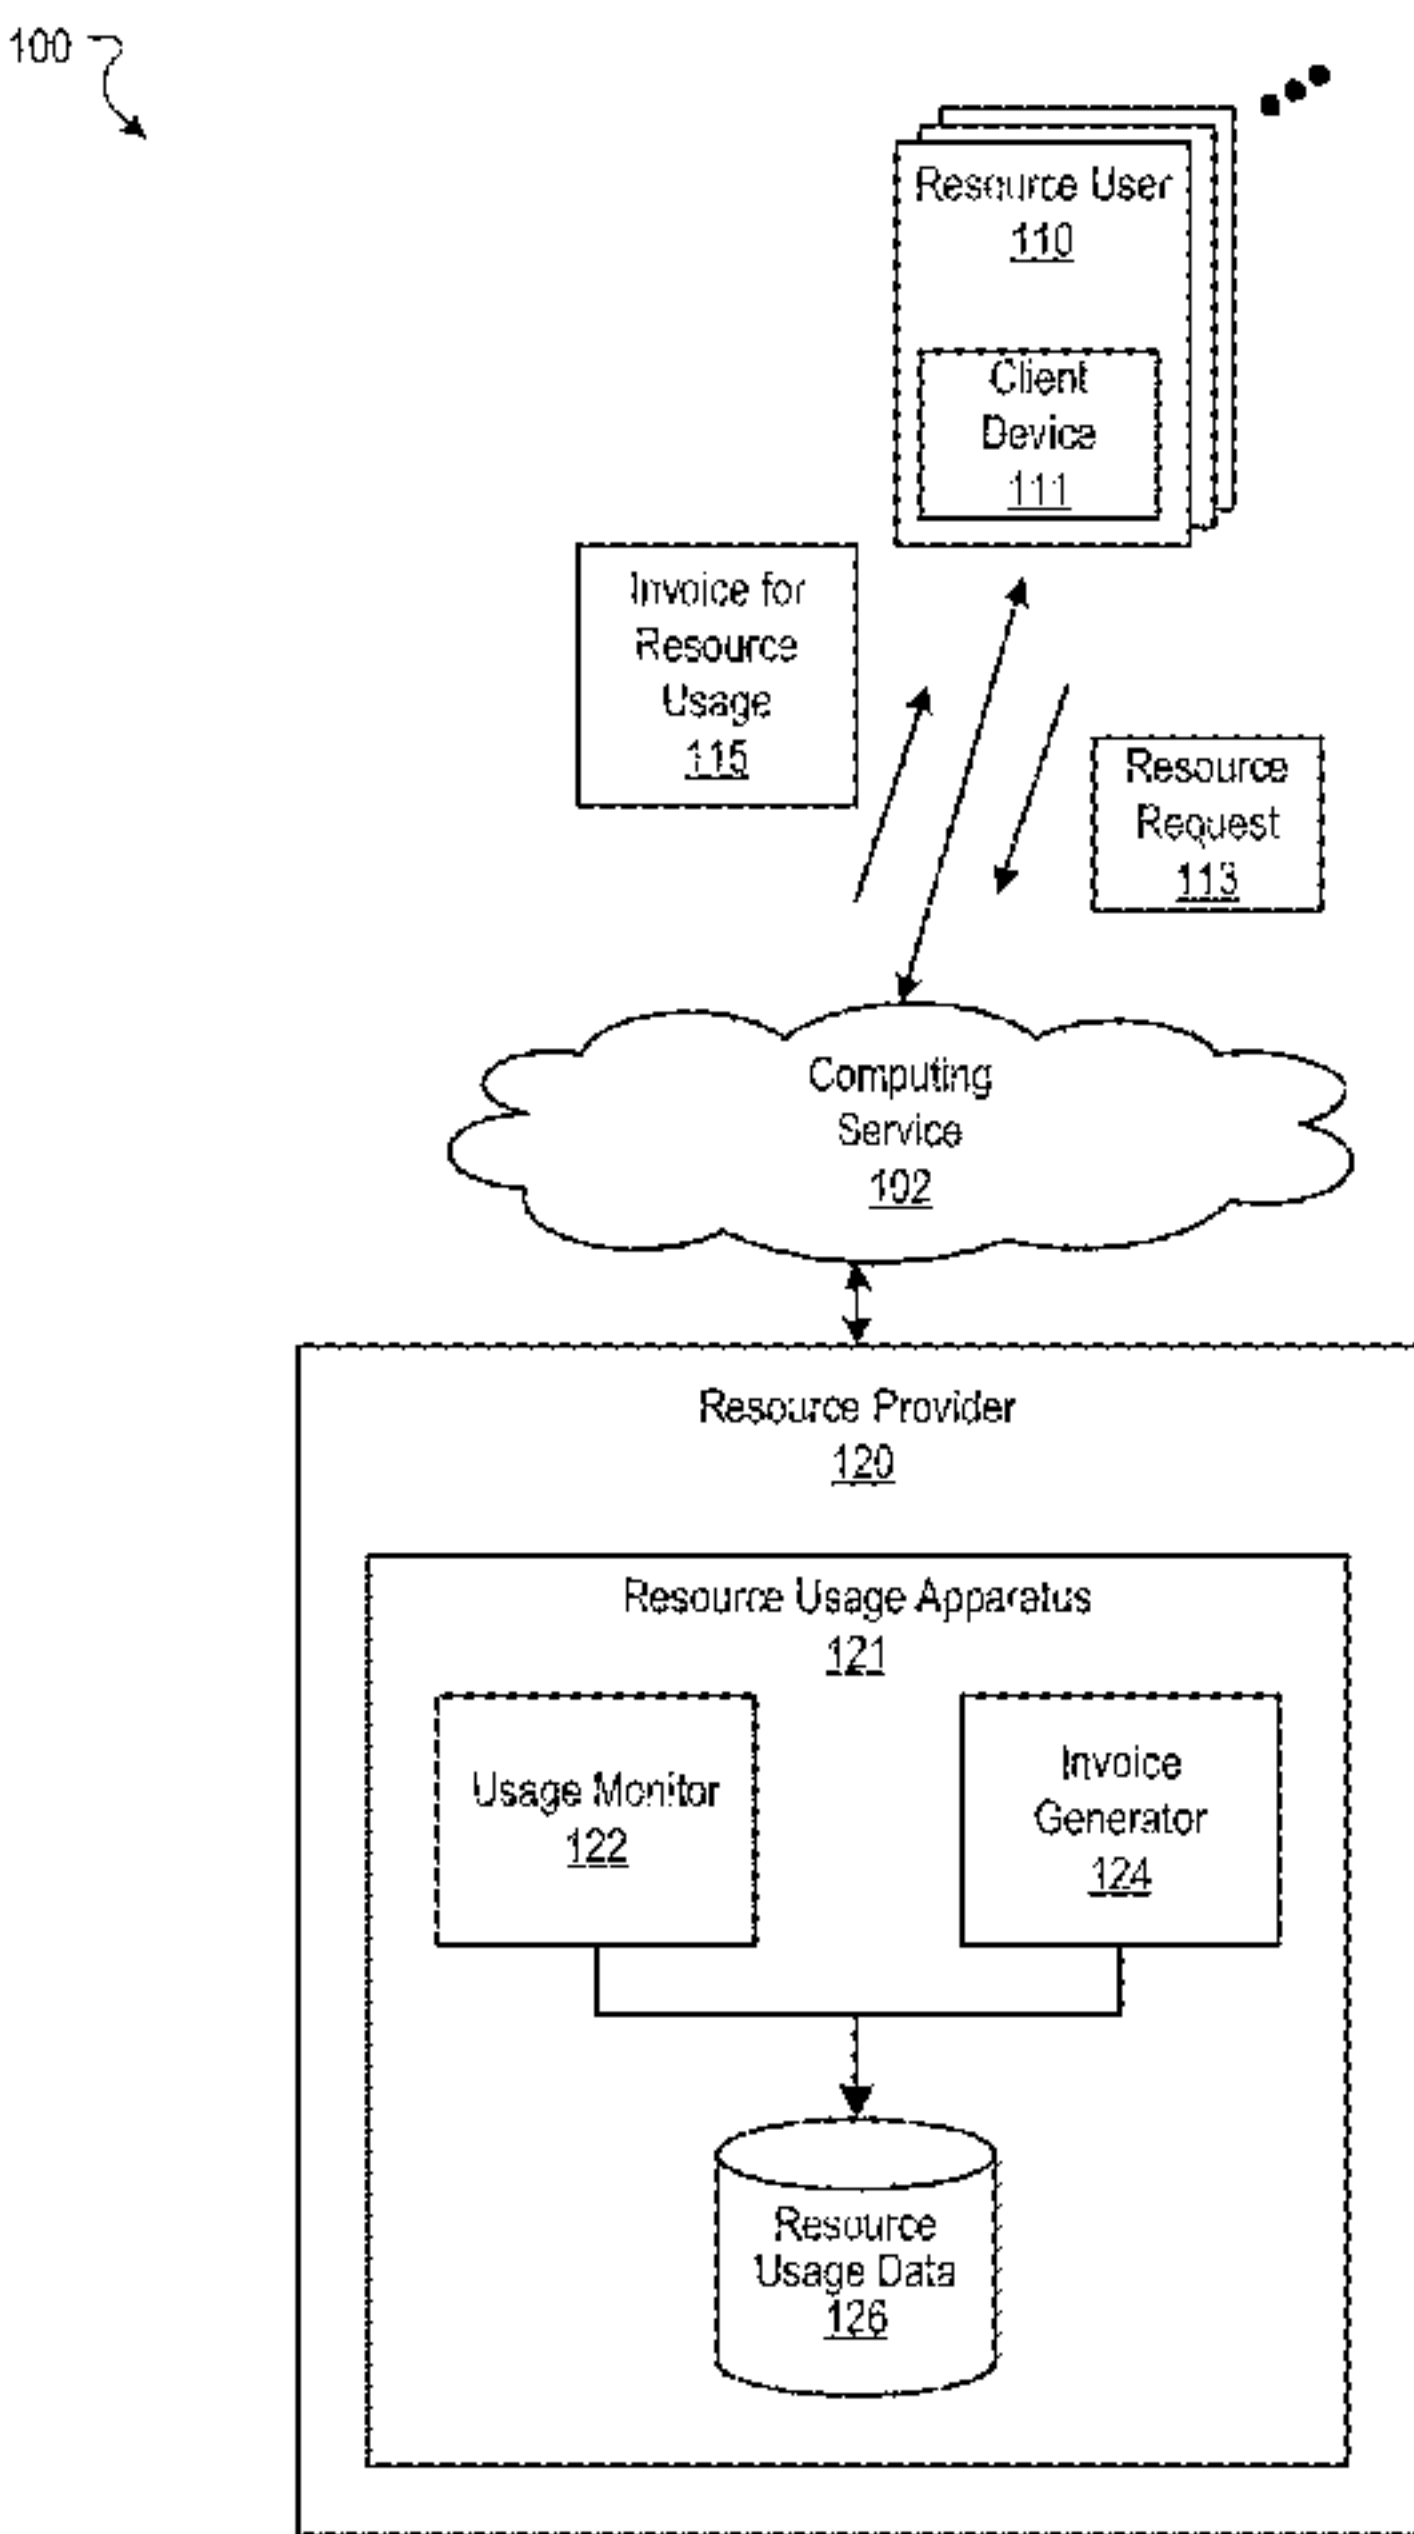 100
Resource User
110
Client
Device
111
Invoice for
Resource
Usage
115
Resource
Request
113
Computing
Service
102
Resource Provider
120
Resource Usage Apparatus
121
Usage Monitor
122
Invoice
Generator
124
Resource
Usage Data
126